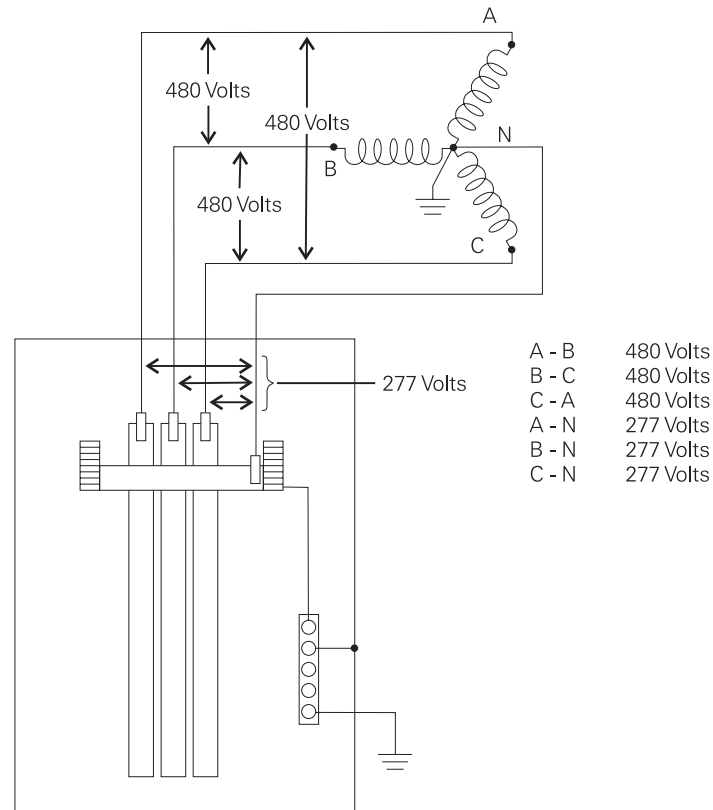 A
480 Volts
480 Volts
N
B
480 Volts
C
277 Volts
A - B 480 Volts
B - C 480 Volts
C - A 480 Volts
A - N 277 Volts
B - N 277 Volts
C - N 277 Volts